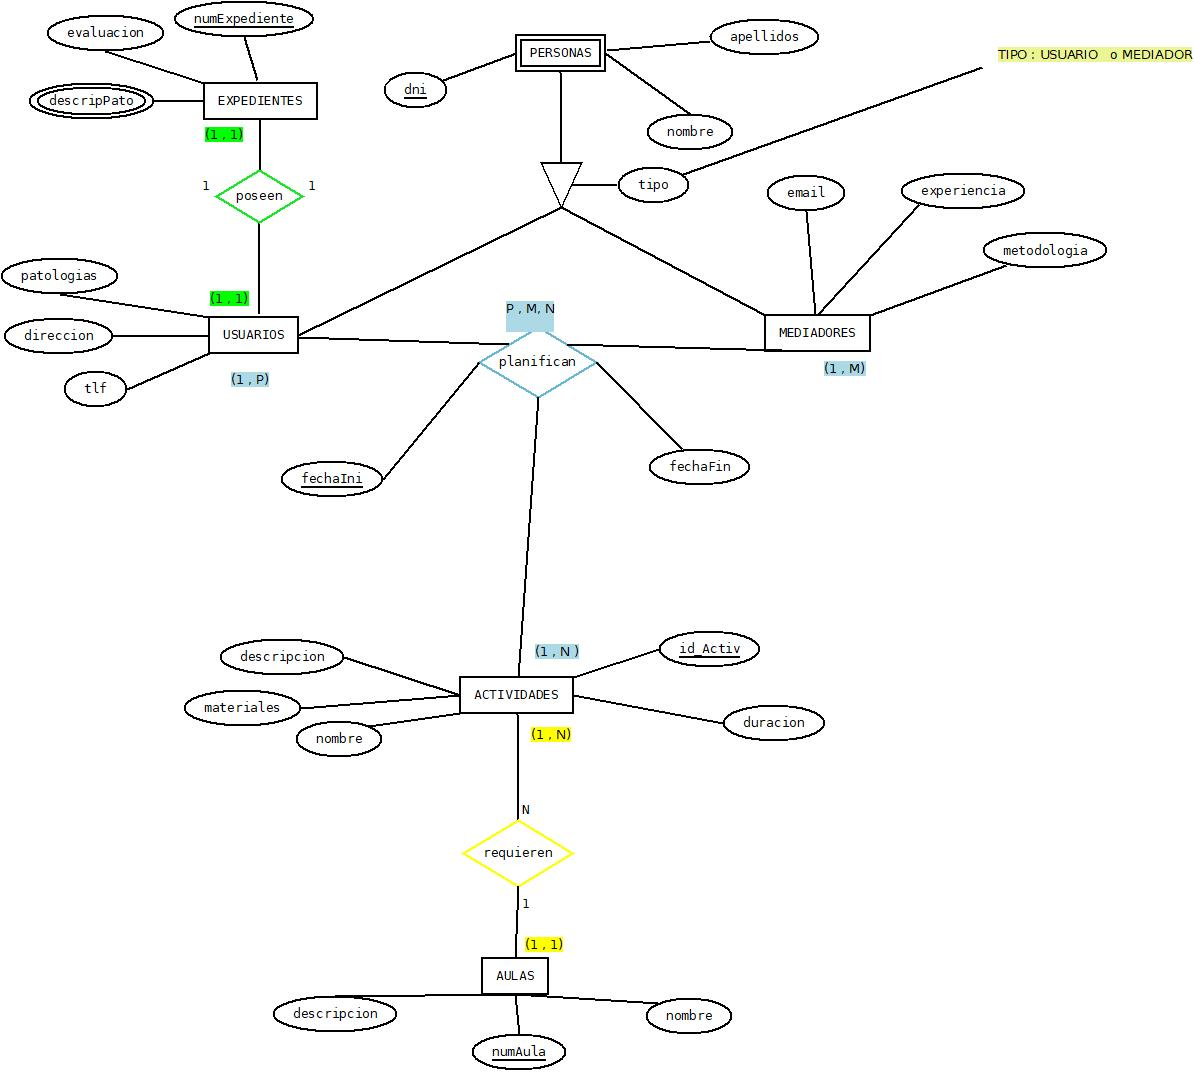 numExpediente
evaluacion
apellidos
PERSONAS
TIPO : USUARIO o MEDIADOR
dni
descripPato
EXPEDIENTES
nombre
(1 , 1)
1
1
tipo
poseen
email
experiencia
metodologia
patologias
(1 , 1)
P , M, N
direccion
USUARIOS
MEDIADORES
planifican
(1 , M)
(1 , P)
tlf
fechaIni
fechaFin
(1 , N )
id_Activ
descripcion
ACTIVIDADES
materiales
duracion
nombre
(1 , N)
N
requieren
1
(1 , 1)
AULAS
descripcion
nombre
numAula